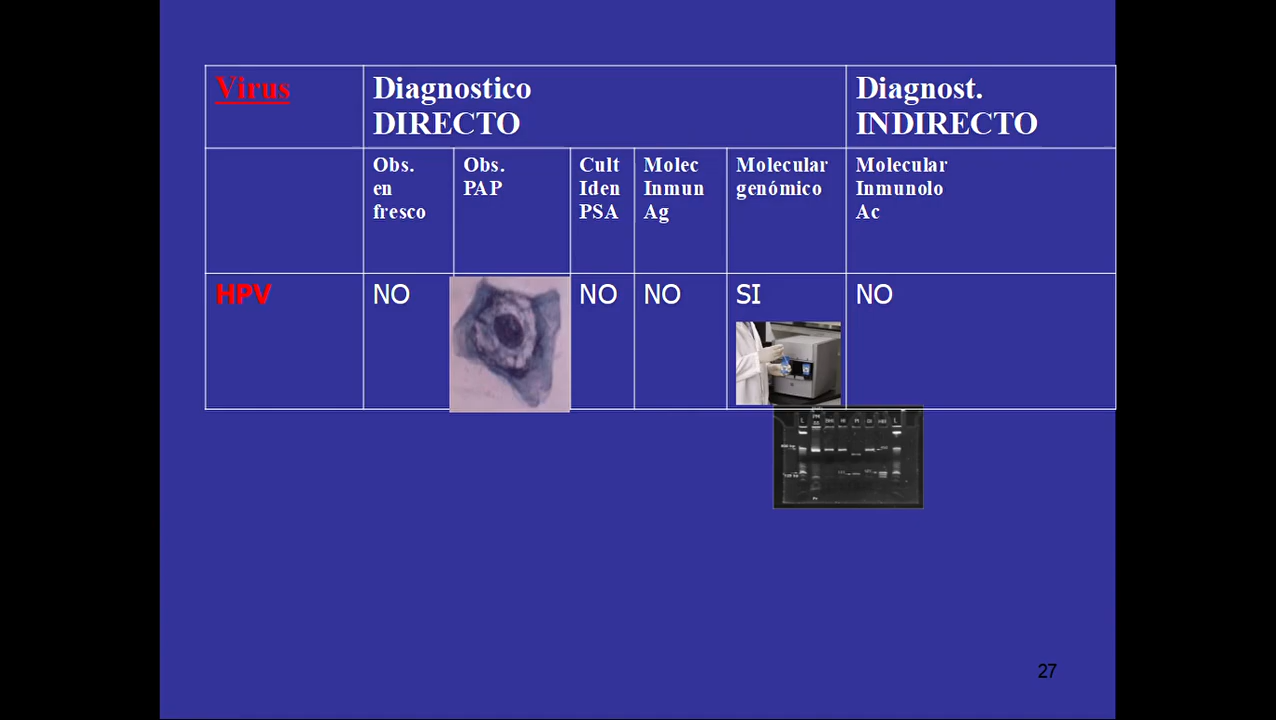 Virus
Diagnostico
DIRECTO
Diagnost.
INDIRECTO
Obs.
en
fresco
Obs.
PAP
Cult
Iden
PSA
Molec
Inmun
Ag
Molecular
genómico
Molecular
Inmunolo
Ac
HPV
NO
NO
NO
SI
NO
27